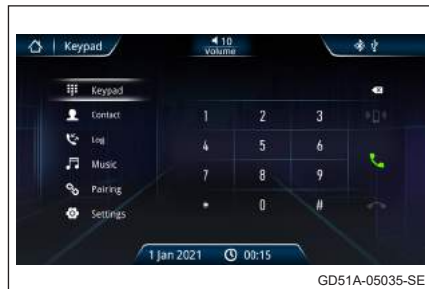 Keypad
10
Volume
Keypad
Contact
Log
Music
Pairing
Settings
1 2 3
4 5 6
7 8 9
* 0 #
1 Jan 2021 00:15
GD51A-05035-SE